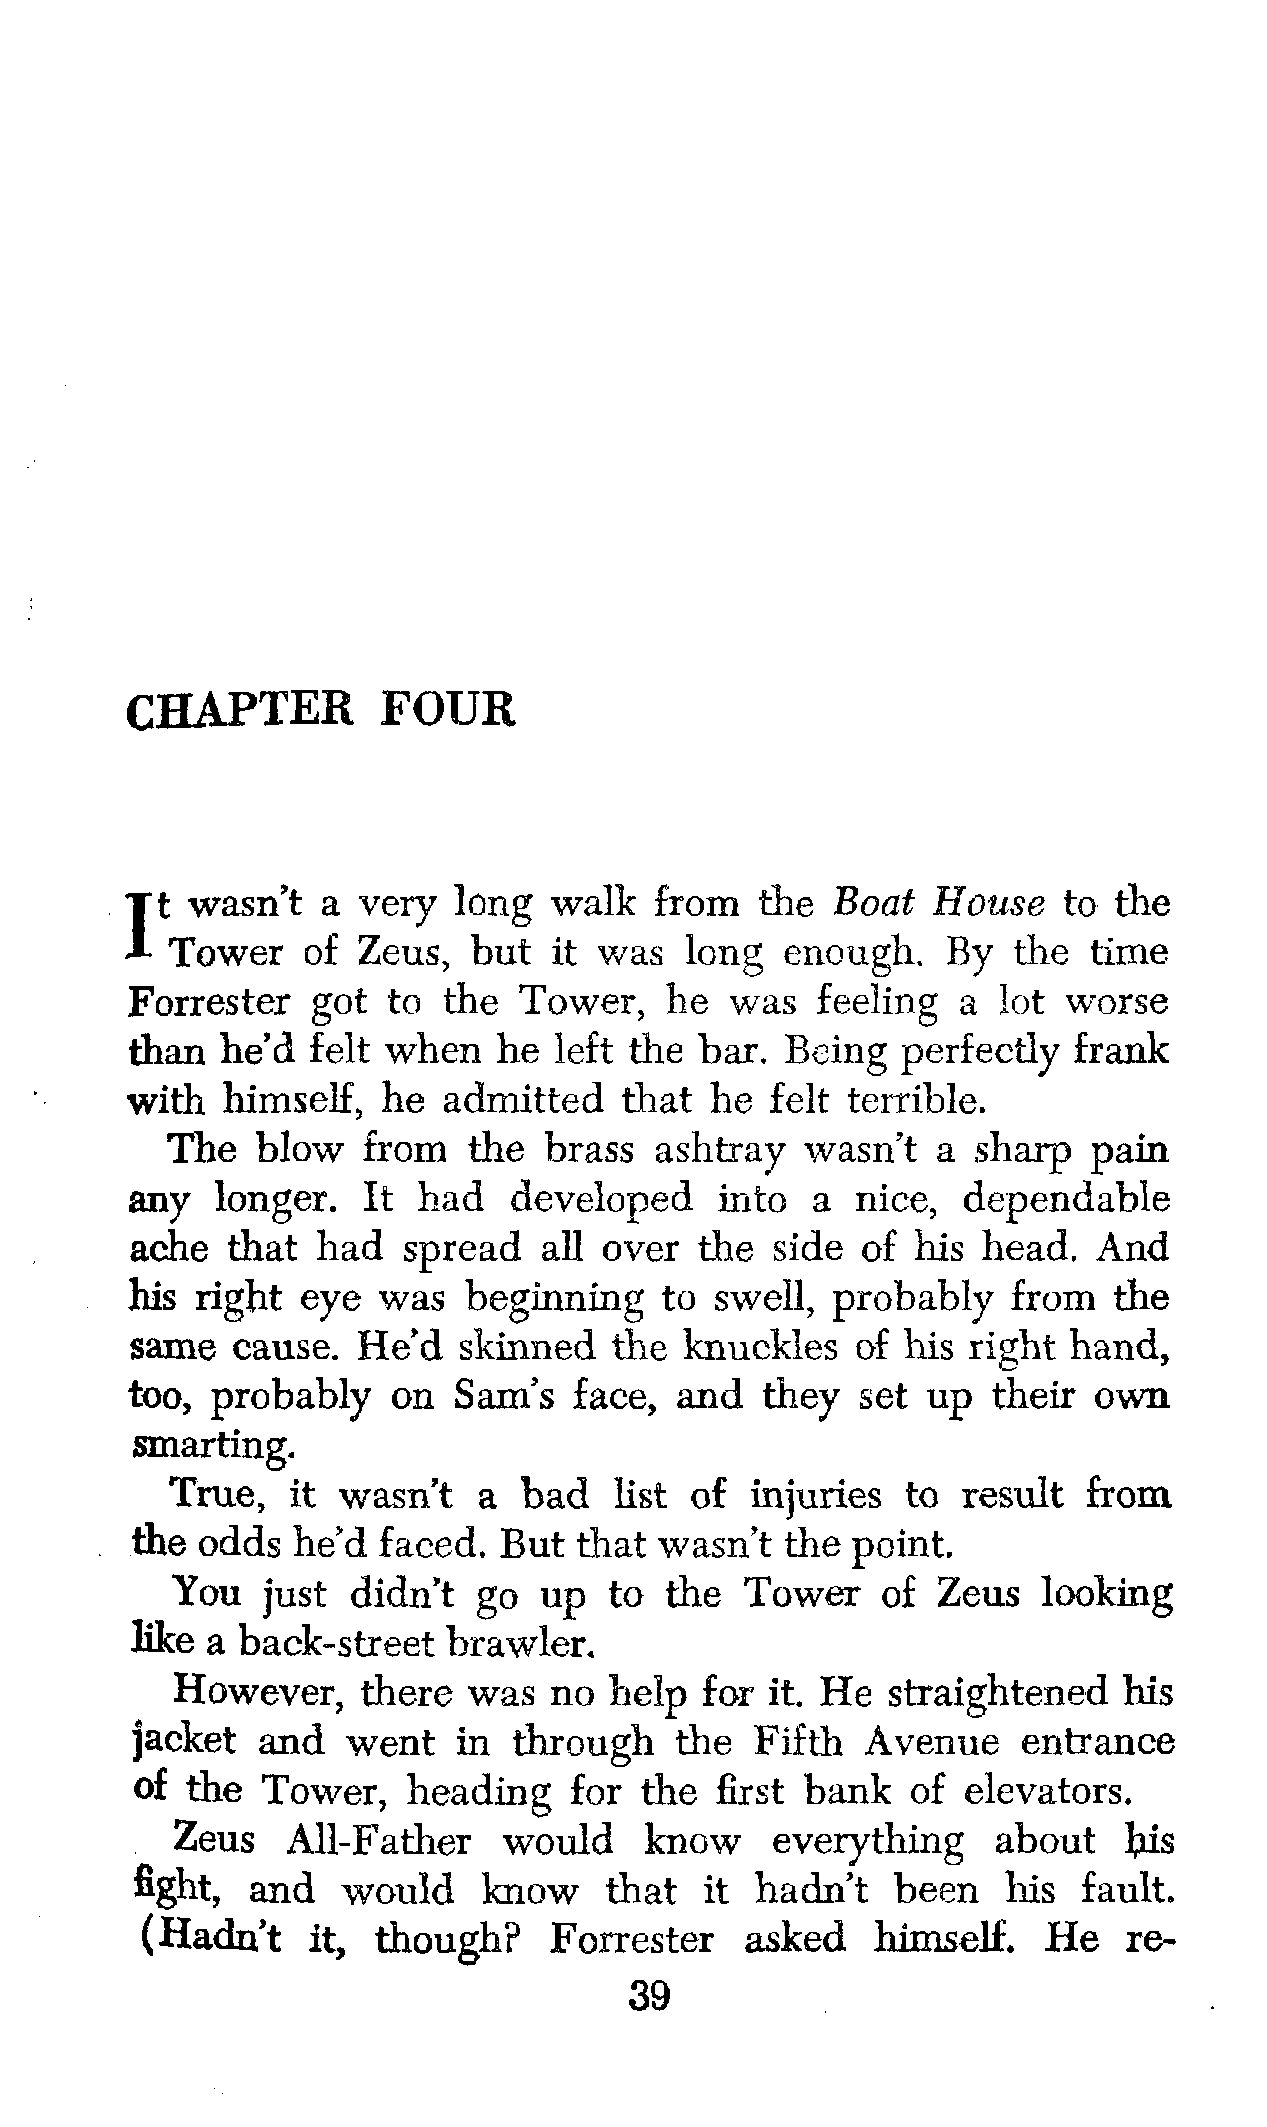 CHAPTER FOUR
It wasn't a very long walk from the Boat House to the
Tower of Zeus, but it was long enough. By the time
Forrester got to the Tower, he was feeling a lot worse
than he'd felt when he left the bar. Being perfectly frank
with himself, he admitted that he felt terrible.
The blow from the brass ashtray wasn't a sharp pain
any longer. It had developed into a nice, dependable
ache that had spread all over the side of his head. And
his right eye was beginning to swell, probably from the
same cause. He'd skinned the knuckles of his right hand,
too, probably on Sam's face, and they set up their own
smarting.
True, it wasn't a bad list of injuries to result from
the odds he'd faced. But that wasn't the point.
You just didn't go up to the Tower of Zeus looking
like a back-street brawler.
However, there was no help for it. He straightened his
jacket and went in through the Fifth Avenue entrance
of the Tower, heading for the first bank of elevators.
Zeus All-Father would know everything about his
fight, and would know that it hadn't been his fault.
(Hadn't it, though? Forrester asked himself. He re-
39